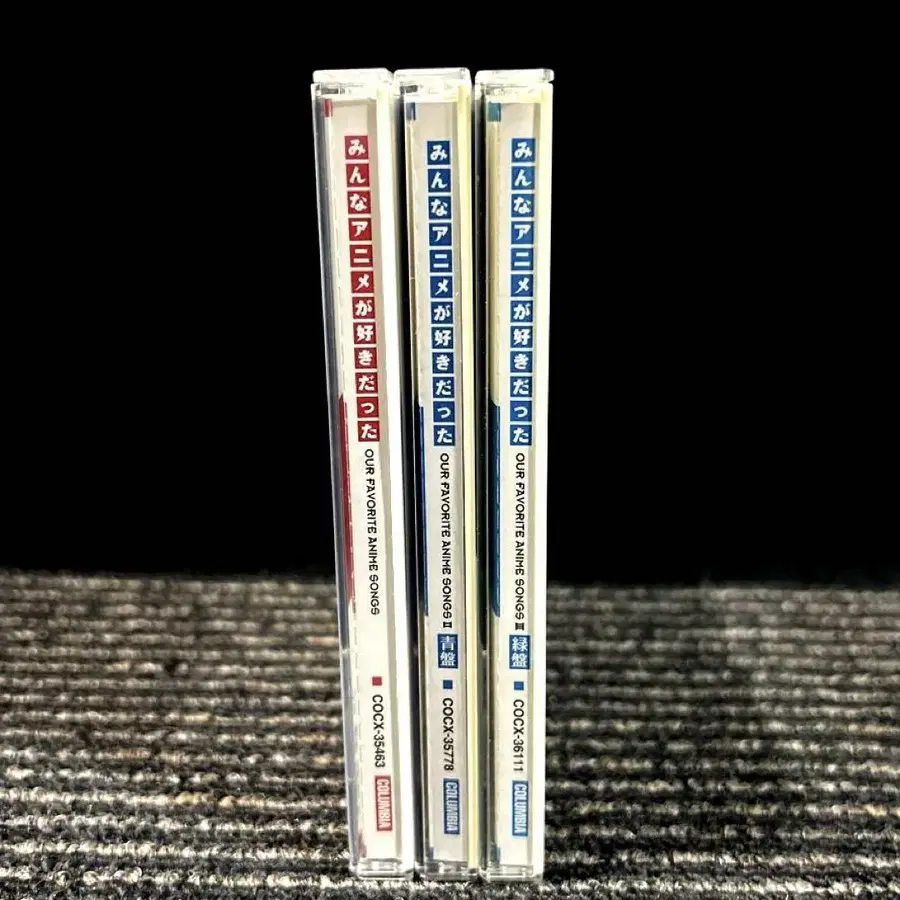 みんなアニメが好きだった OUR FAVORITE ANIME SONGS COCX-35463 COLUMBIA
みんなアニメが好きだった OUR FAVORITE ANIME SONGS II 青盤 COCX-35778 COLUMBIA
みんなアニメが好きだった OUR FAVORITE ANIME SONGS III 緑盤 COCX-36111 COLUMBIA